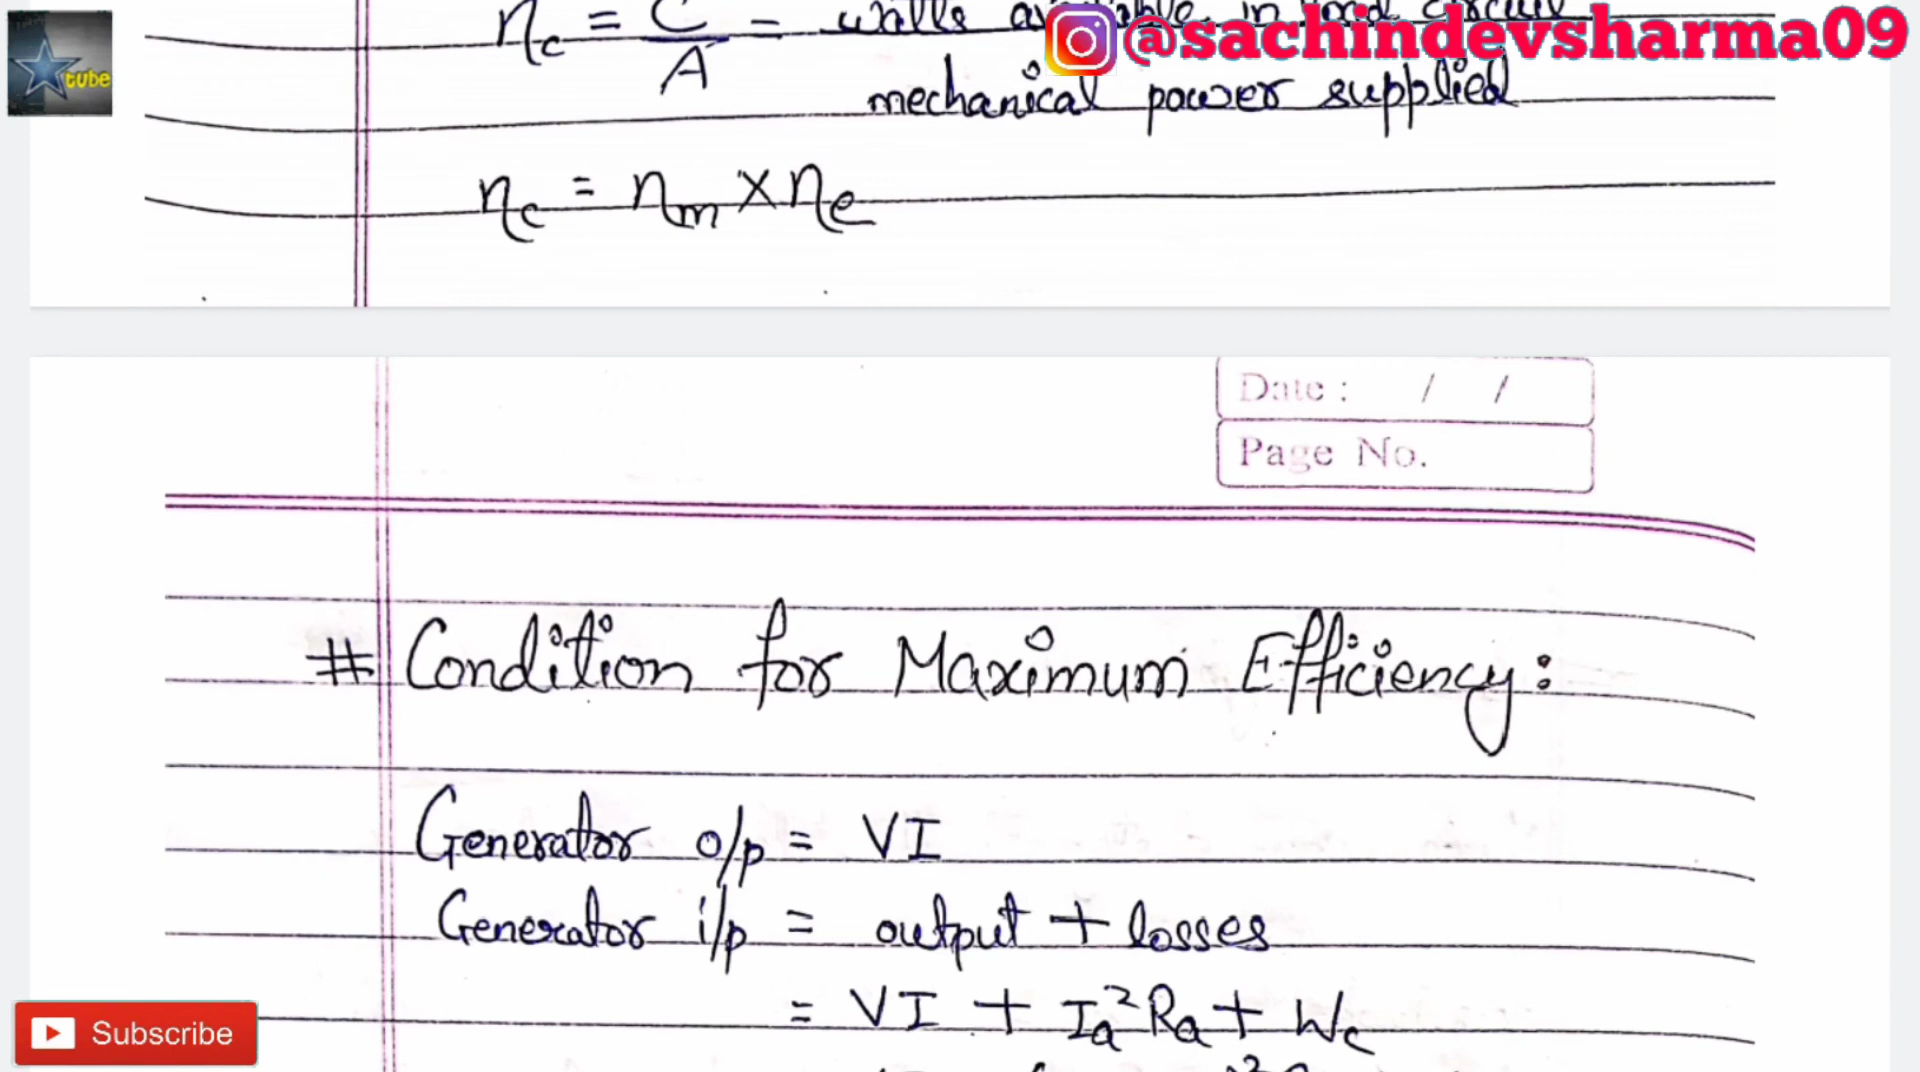 ηc = C/A = watts available in load circuit
@sachindevsharma09
tube
mechanical power supplied
ηc = ηm × ηe
Date : / /
Page No.
# Condition for Maximum Efficiency:
Generator o/p = VI
Generator i/p = output + losses
= VI + Ia²Ra + Wc
Subscribe